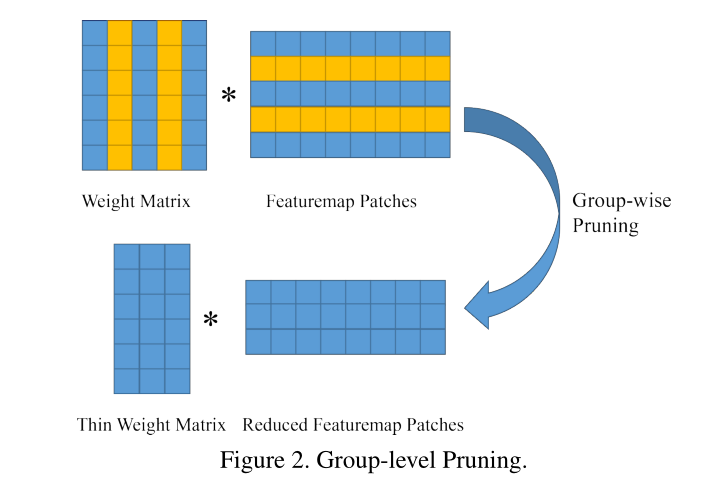 *
Weight Matrix
Featuremap Patches
Group-wise
Pruning
*
Thin Weight Matrix
Reduced Featuremap Patches
Figure 2. Group-level Pruning.